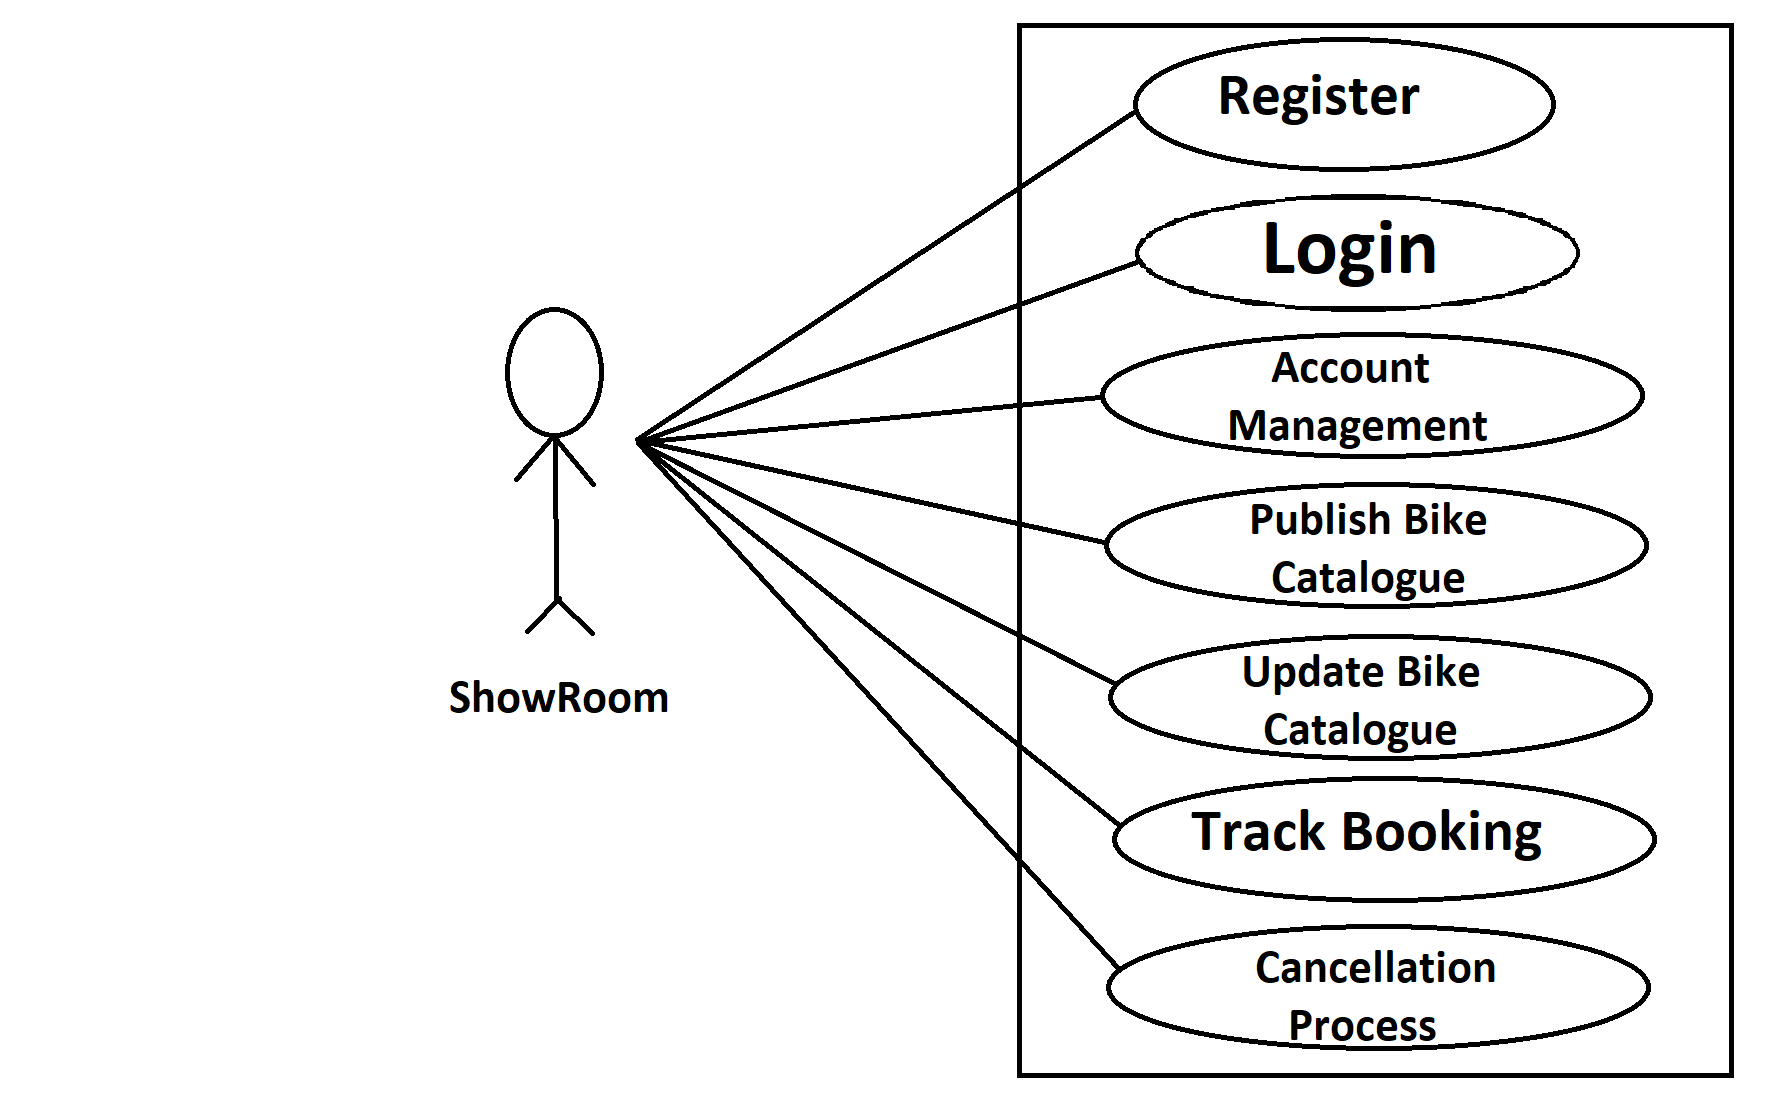 Register
Login
Account
Management
Publish Bike
Catalogue
Update Bike
Catalogue
Track Booking
Cancellation
Process
ShowRoom